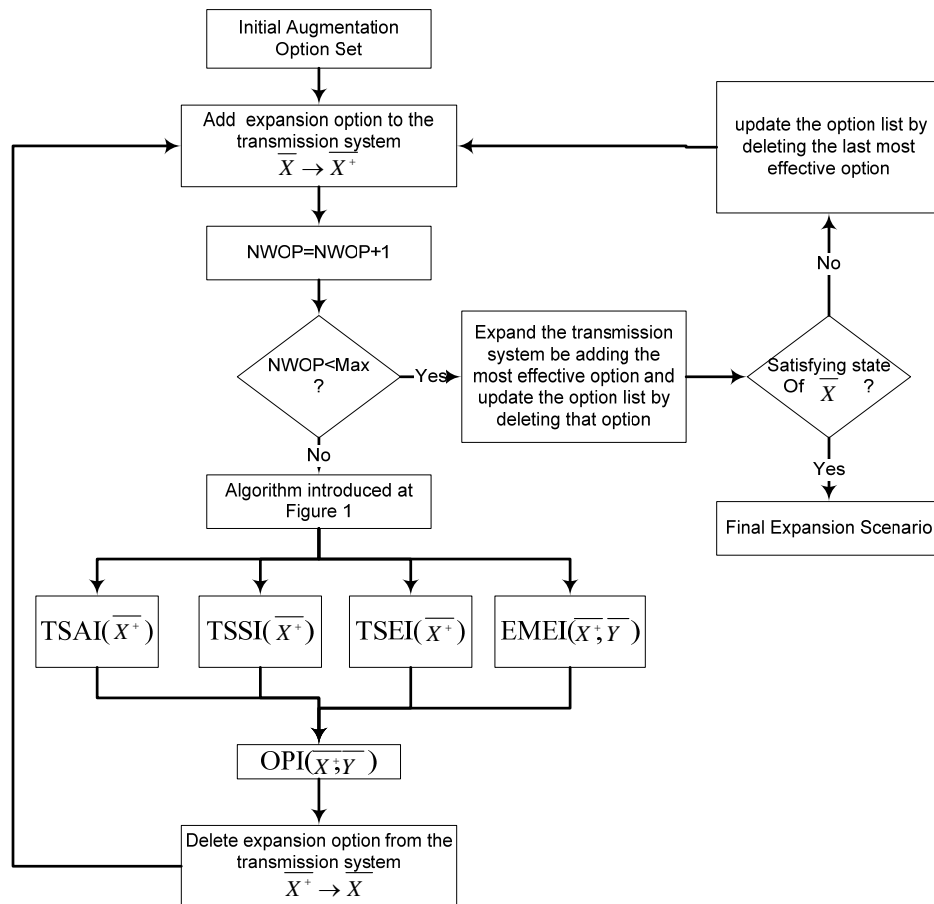 Initial Augmentation
Option Set
Add expansion option to the
transmission system
X̅ → X̅⁺
update the option list by
deleting the last most
effective option
NWOP=NWOP+1
No
NWOP<Max
?
Yes
Expand the transmission
system be adding the
most effective option and
update the option list by
deleting that option
Satisfying state
Of X̅ ?
No
Yes
Algorithm introduced at
Figure 1
Final Expansion Scenario
TSAI(X̅⁺)
TSSI(X̅⁺)
TSEI(X̅⁺)
EMEI(X̅⁺,Y̅)
OPI(X̅⁺,Y̅)
Delete expansion option from the
transmission system
X̅⁺ → X̅